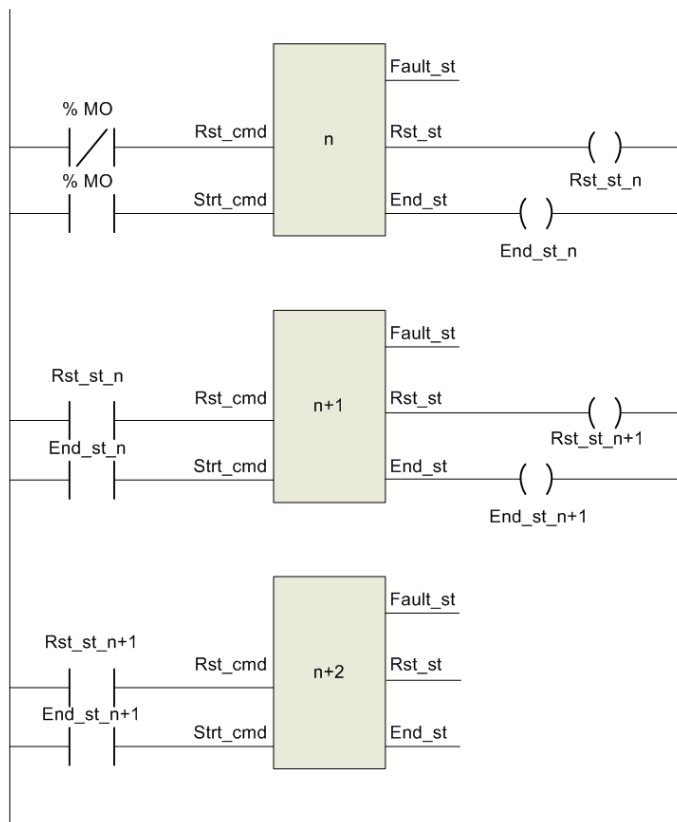 Fault_st
% MO
Rst_cmd
n
Rst_st
% MO
Rst_st_n
Strt_cmd
End_st
End_st_n
Fault_st
Rst_st_n
Rst_cmd
n+1
Rst_st
End_st_n
Rst_st_n+1
Strt_cmd
End_st
End_st_n+1
Fault_st
Rst_st_n+1
Rst_cmd
n+2
Rst_st
End_st_n+1
Strt_cmd
End_st